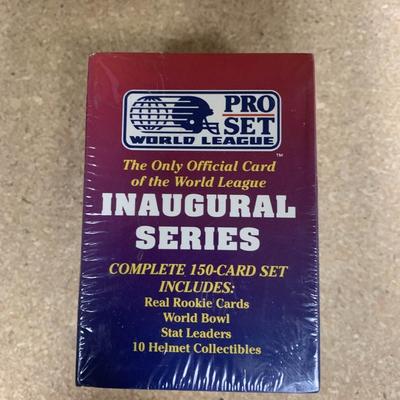 PRO
SET
WORLD LEAGUE
TM
The Only Official Card
of the World League
INAUGURAL
SERIES
COMPLETE 150-CARD SET
INCLUDES:
Real Rookie Cards
World Bowl
Stat Leaders
10 Helmet Collectibles